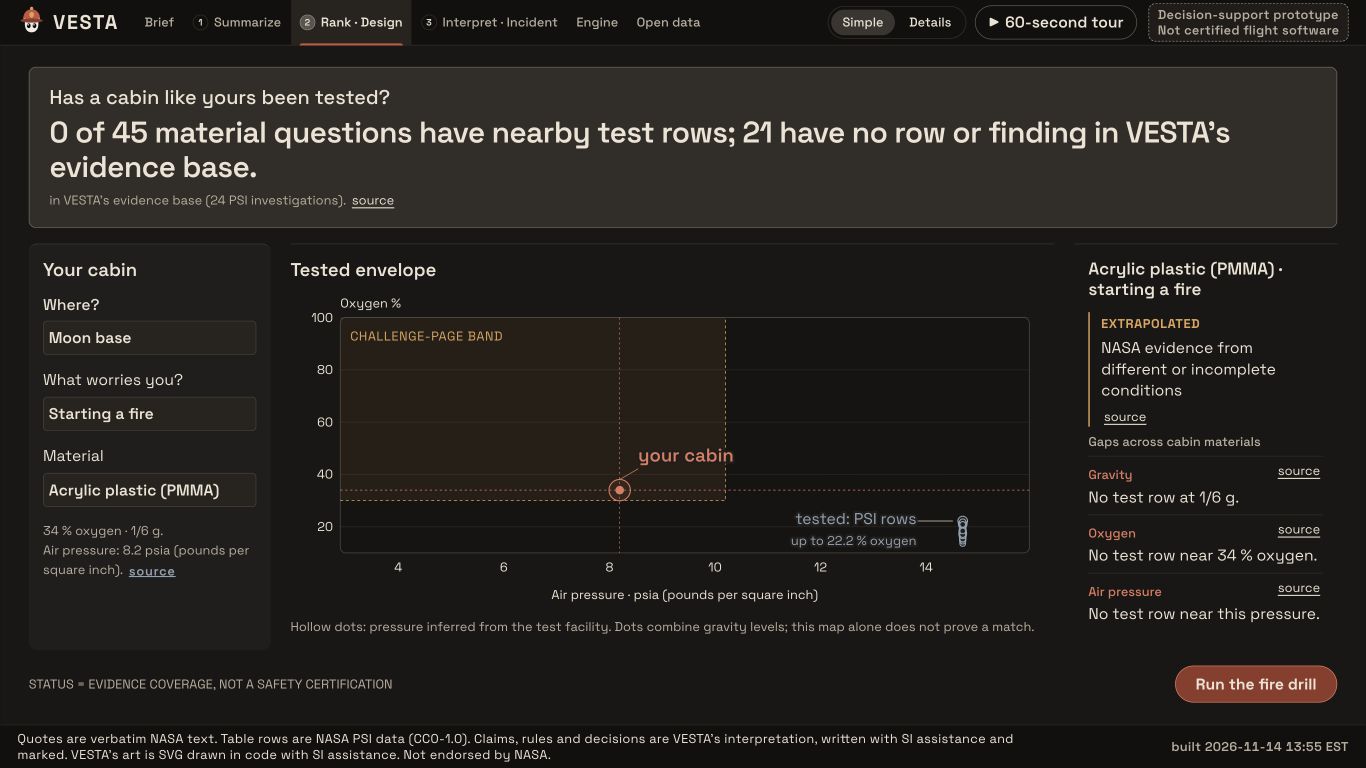 VESTA
Brief
1 Summarize
2 Rank · Design
3 Interpret · Incident
Engine
Open data
Simple
Details
▶ 60-second tour
Decision-support prototype
Not certified flight software
Has a cabin like yours been tested?
0 of 45 material questions have nearby test rows; 21 have no row or finding in VESTA's
evidence base.
in VESTA's evidence base (24 PSI investigations). source
Your cabin
Where?
Moon base
What worries you?
Starting a fire
Material
Acrylic plastic (PMMA)
34 % oxygen · 1/6 g.
Air pressure: 8.2 psia (pounds per
square inch). source
Tested envelope
Oxygen %
100
80
60
40
20
CHALLENGE-PAGE BAND
your cabin
tested: PSI rows
up to 22.2 % oxygen
4 6 8 10 12 14
Air pressure · psia (pounds per square inch)
Hollow dots: pressure inferred from the test facility. Dots combine gravity levels; this map alone does not prove a match.
Acrylic plastic (PMMA) ·
starting a fire
EXTRAPOLATED
NASA evidence from
different or incomplete
conditions
source
Gaps across cabin materials
Gravity source
No test row at 1/6 g.
Oxygen source
No test row near 34 % oxygen.
Air pressure source
No test row near this pressure.
STATUS = EVIDENCE COVERAGE, NOT A SAFETY CERTIFICATION
Run the fire drill
Quotes are verbatim NASA text. Table rows are NASA PSI data (CC0-1.0). Claims, rules and decisions are VESTA's interpretation, written with SI assistance and
marked. VESTA's art is SVG drawn in code with SI assistance. Not endorsed by NASA.
built 2026-11-14 13:55 EST